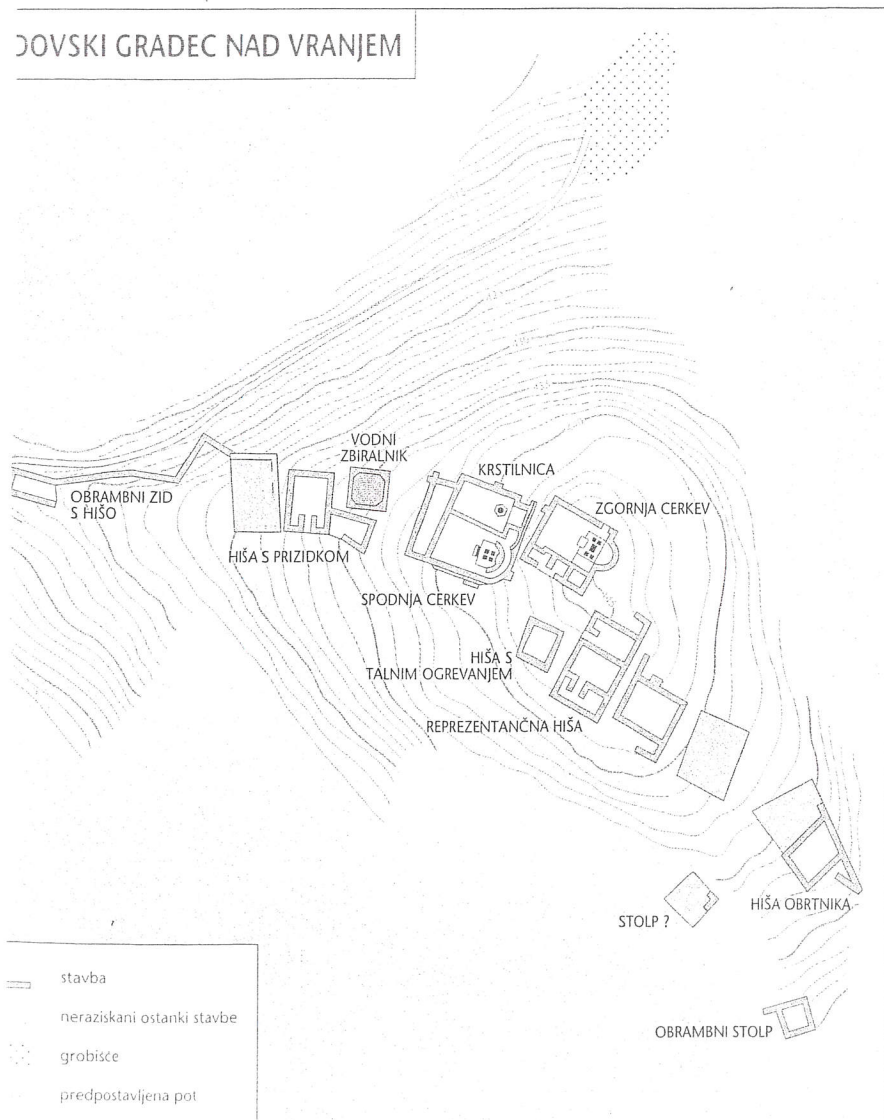 DOVSKI GRADEC NAD VRANJEM
VODNI
ZBIRALNIK
KRSTILNICA
ZGORNJA CERKEV
OBRAMBNI ZID
S HIŠO
HIŠA S PRIZIDKOM
SPODNJA CERKEV
HIŠA S
TALNIM OGREVANJEM
REPREZENTANČNA HIŠA
STOLP ?
HIŠA OBRTNIKA
OBRAMBNI STOLP
stavba
neraziskani ostanki stavbe
grobišče
predpostavljena pot